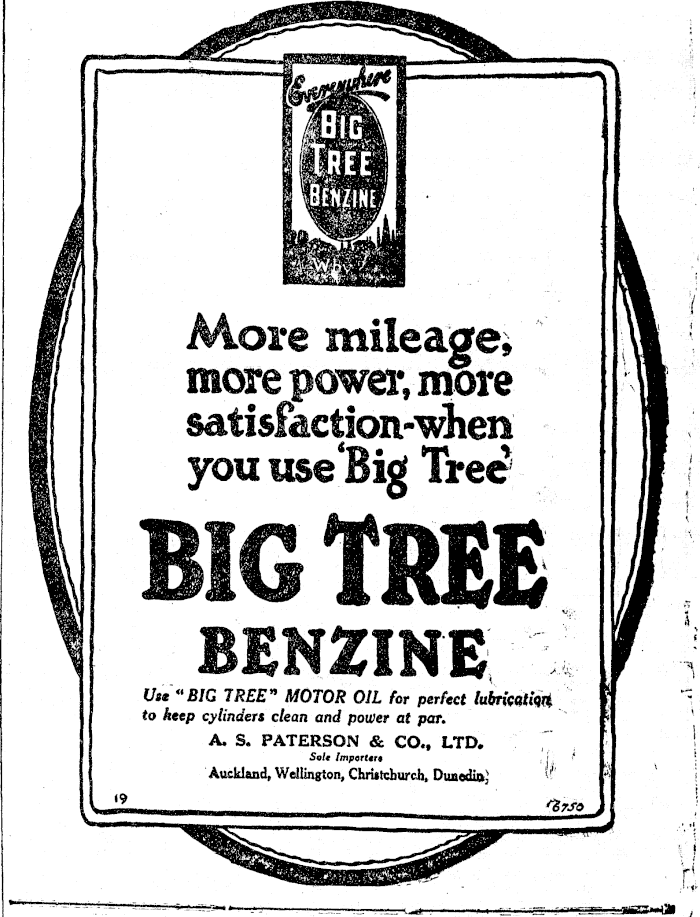 Everywhere
BIG
TREE
BENZINE
Why?
More mileage,
more power, more
satisfaction-when
you use 'Big Tree'
BIG TREE
BENZINE
Use "BIG TREE" MOTOR OIL for perfect lubrication
to keep cylinders clean and power at par.
A. S. PATERSON & CO., LTD.
Sole Importers
Auckland, Wellington, Christchurch, Dunedin.
19
6750